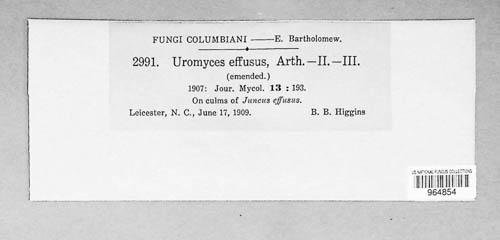 FUNGI COLUMBIANI — E. Bartholomew.
2991. Uromyces effusus, Arth.—II.—III.
(emended.)
1907: Jour. Mycol. 13 : 193.
On culms of Juncus effusus.
Leicester, N. C., June 17, 1909. B. B. Higgins
US NATIONAL FUNGUS COLLECTIONS
964854